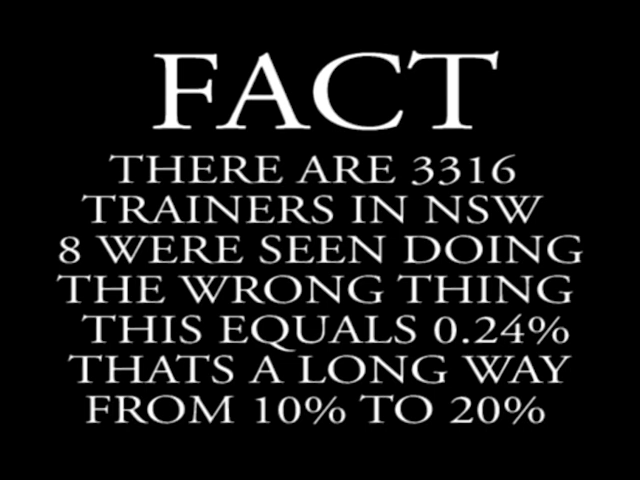 FACT
THERE ARE 3316
TRAINERS IN NSW
8 WERE SEEN DOING
THE WRONG THING
THIS EQUALS 0.24%
THATS A LONG WAY
FROM 10% TO 20%